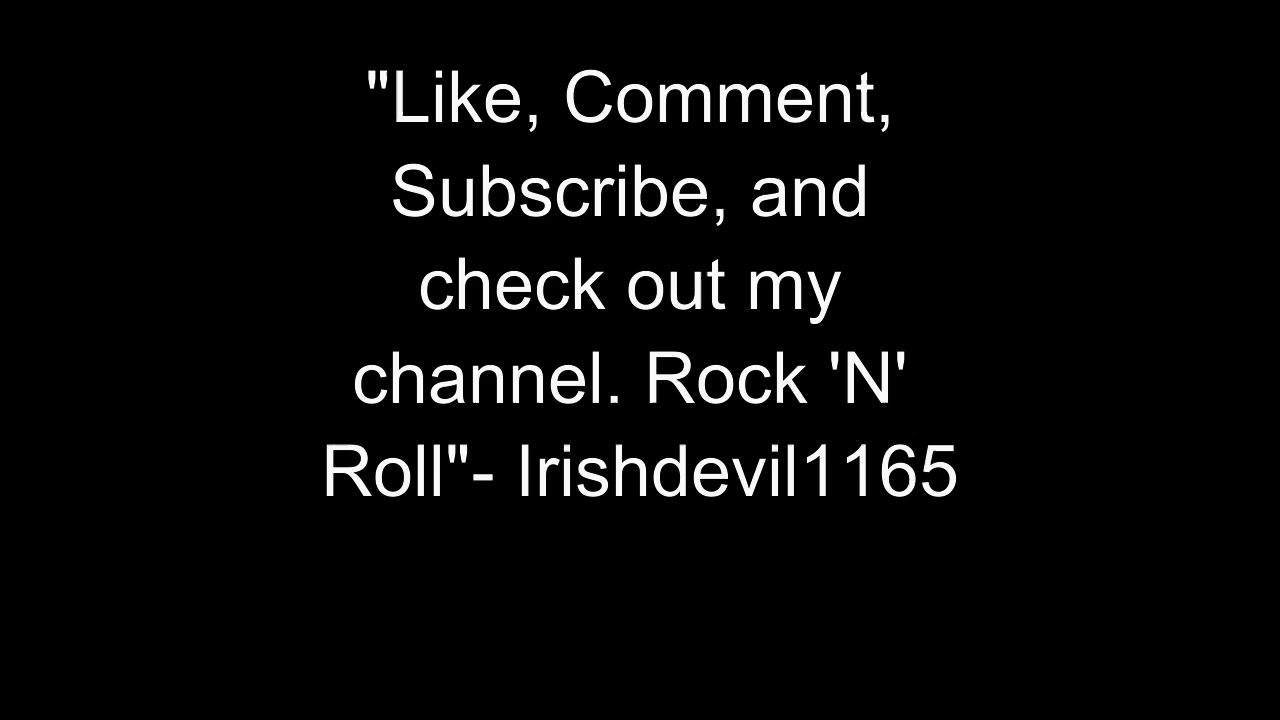 "Like, Comment,
Subscribe, and
check out my
channel. Rock 'N'
Roll"- Irishdevil1165